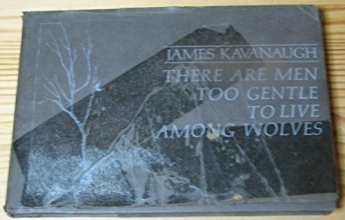 JAMES KAVANAUGH
THERE ARE MEN
TOO GENTLE
TO LIVE
AMONG WOLVES